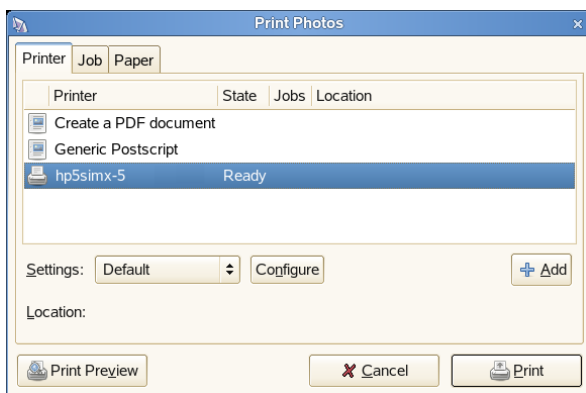 Print Photos
Printer Job Paper
Printer State Jobs Location
Create a PDF document
Generic Postscript
hp5simx-5 Ready
Settings: Default Configure Add
Location:
Print Preview Cancel Print